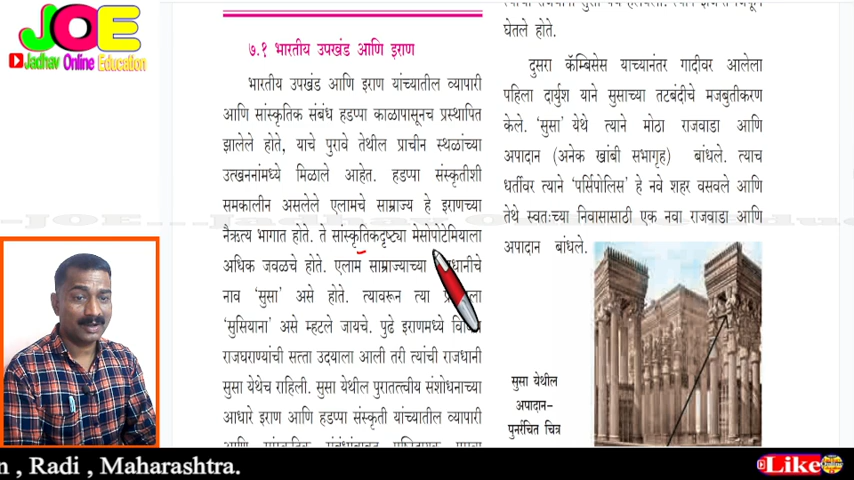 JOE
Jadhav Online Education
७.१ भारतीय उपखंड आणि इराण
भारतीय उपखंड आणि इराण यांच्यातील व्यापारी
आणि सांस्कृतिक संबंध हडप्पा काळापासूनच प्रस्थापित
झालेले होते, याचे पुरावे तेथील प्राचीन स्थळांच्या
उत्खननांमध्ये मिळाले आहेत. हडप्पा संस्कृतीशी
समकालीन असलेले एलामचे साम्राज्य हे इराणच्या
नैऋत्य भागात होते. ते सांस्कृतिकदृष्ट्या मेसोपोटेमियाला
अधिक जवळचे होते. एलाम साम्राज्याच्या
नाव ‘सुसा’ असे होते. त्यावरून त्या
‘सुसियाना’ असे म्हटले जायचे. पुढे इराणमध्ये
राजघराण्यांची सत्ता उदयाला आली तरी त्यांची राजधानी
सुसा येथेच राहिली. सुसा येथील पुरातत्त्वीय संशोधनाच्या
आधारे इराण आणि हडप्पा संस्कृती यांच्यातील व्यापारी
घेतले होते.
दुसरा कॅम्बिसेस याच्यानंतर गादीवर आलेला
पहिला दार्युश याने सुसाच्या तटबंदीचे मजबुतीकरण
केले. ‘सुसा’ येथे त्याने मोठा राजवाडा आणि
अपादान (अनेक खांबी सभागृह) बांधले. त्याच
धर्तीवर त्याने ‘पर्सिपोलिस’ हे नवे शहर वसवले आणि
तेथे स्वतःच्या निवासासाठी एक नवा राजवाडा आणि
अपादान बांधले.
सुसा येथील
अपादान-
पुनर्रचित चित्र
n , Radi , Maharashtra.
Like